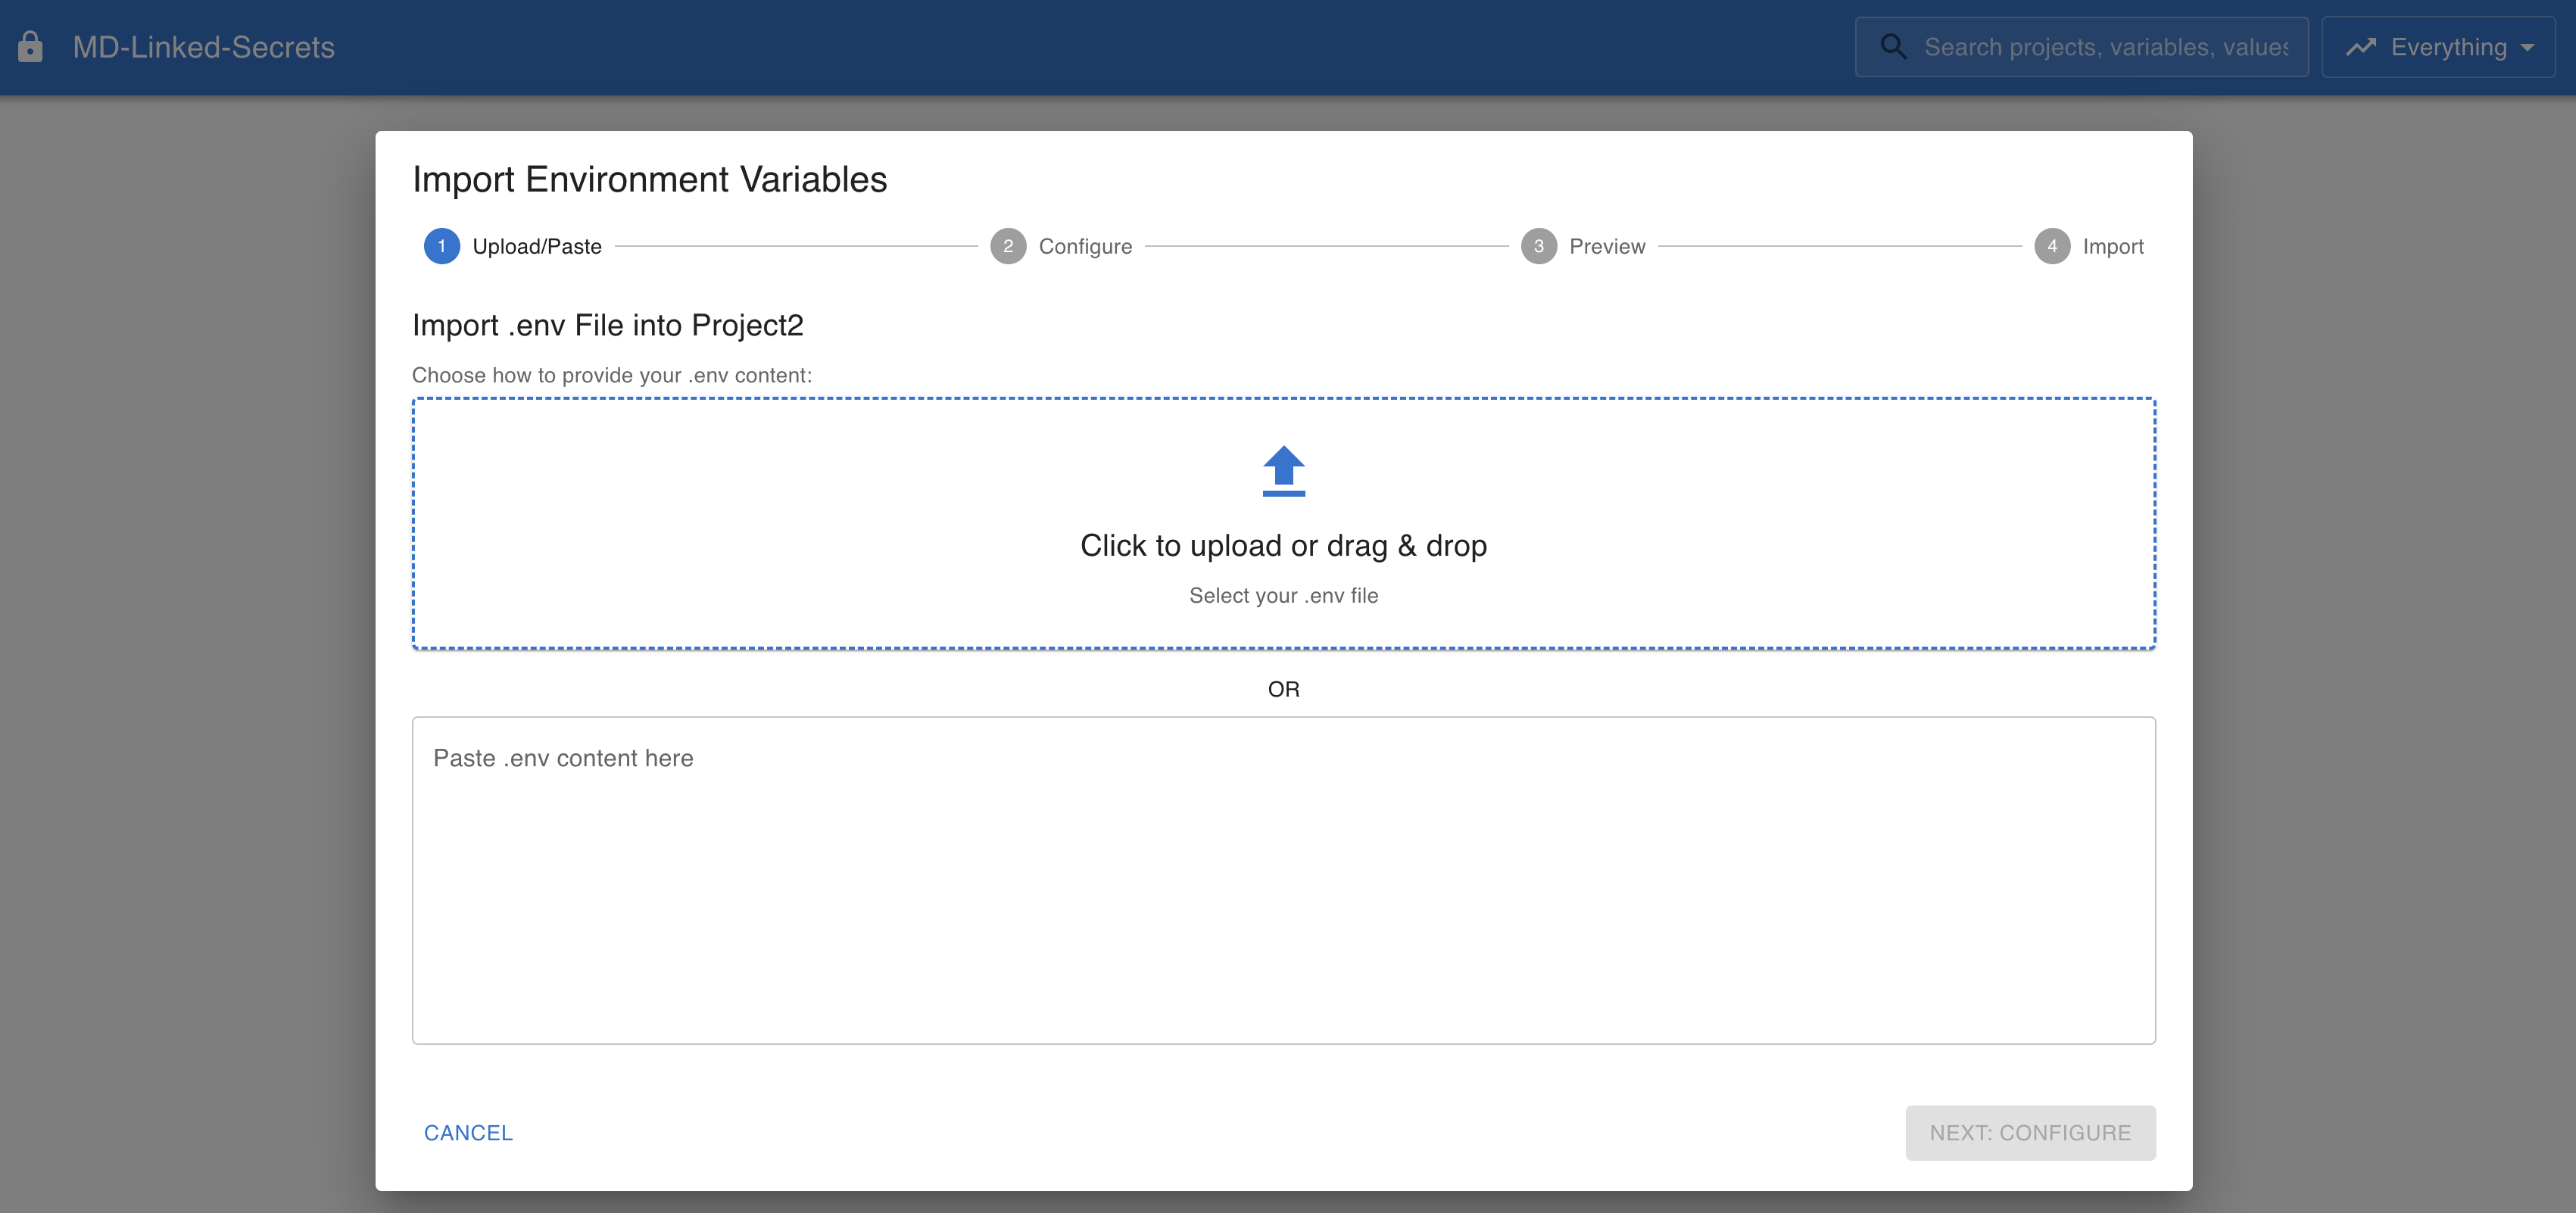 MD-Linked-Secrets
Search projects, variables, values
Everything
Import Environment Variables
1 Upload/Paste
2 Configure
3 Preview
4 Import
Import .env File into Project2
Choose how to provide your .env content:
Click to upload or drag & drop
Select your .env file
OR
Paste .env content here
CANCEL
NEXT: CONFIGURE